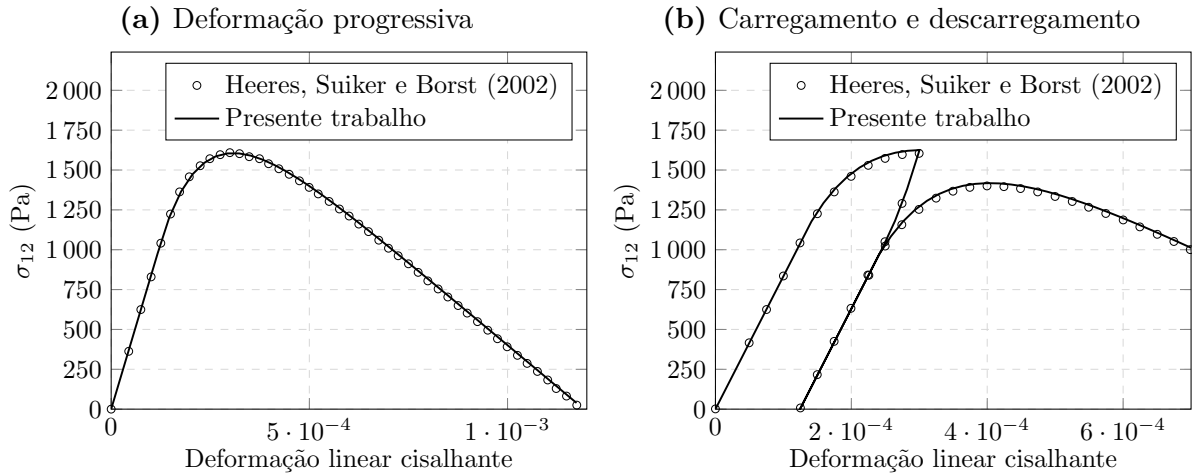 (a) Deformação progressiva
Heeres, Suiker e Borst (2002)
Presente trabalho
2 000
1 750
1 500
1 250
1 000
750
500
250
0
σ12 (Pa)
0 5 · 10−4 1 · 10−3
Deformação linear cisalhante
(b) Carregamento e descarregamento
Heeres, Suiker e Borst (2002)
Presente trabalho
2 000
1 750
1 500
1 250
1 000
750
500
250
0
σ12 (Pa)
0 2 · 10−4 4 · 10−4 6 · 10−4
Deformação linear cisalhante